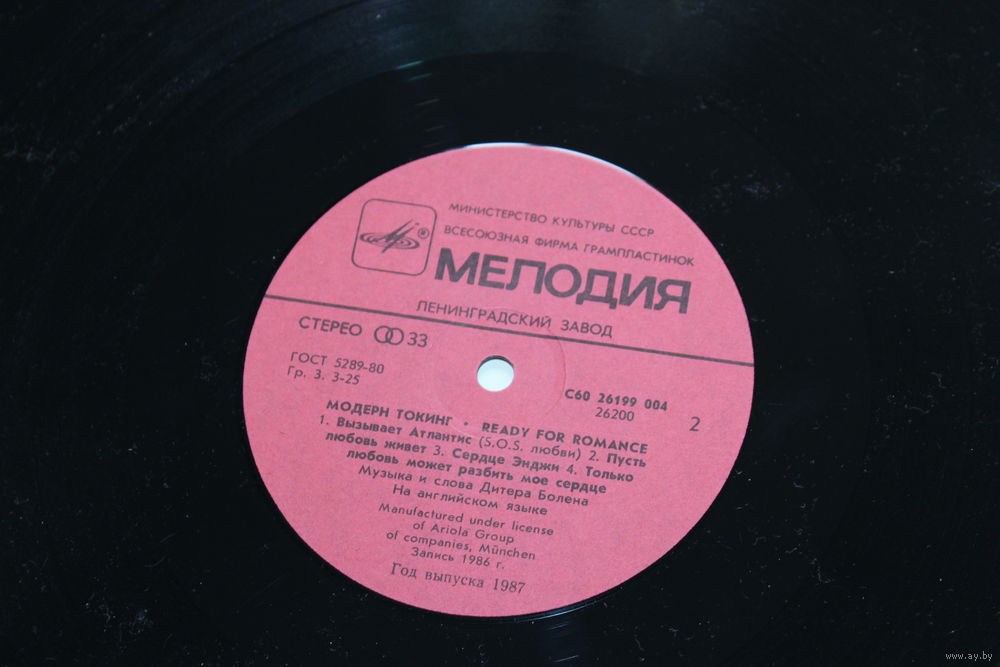 МИНИСТЕРСТВО КУЛЬТУРЫ СССР
ВСЕСОЮЗНАЯ ФИРМА ГРАМПЛАСТИНОК
®
МЕЛОДИЯ
ЛЕНИНГРАДСКИЙ ЗАВОД
СТЕРЕО 33
ГОСТ 5289-80
Гр. 3. 3-25
С60 26199 004
26200
2
МОДЕРН ТОКИНГ • READY FOR ROMANCE
1. Вызывает Атлантис (S.O.S. любви) 2. Пусть
любовь живет 3. Сердце Энджи 4. Только
любовь может разбить мое сердце
Музыка и слова Дитера Болена
На английском языке
Manufactured under license
of Ariola Group
of companies, München
Запись 1986 г.
Год выпуска 1987
www.ay.by